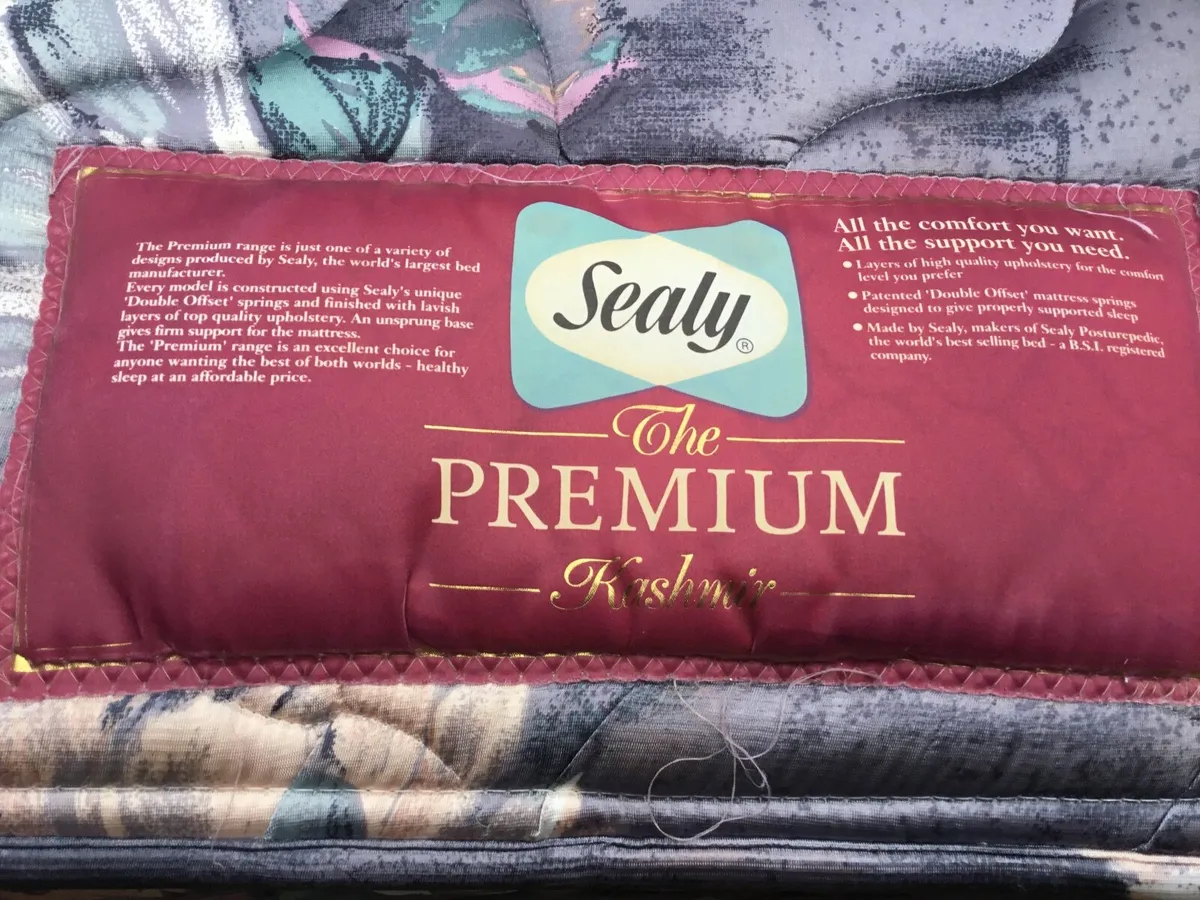 The Premium range is just one of a variety of
designs produced by Sealy, the world's largest bed
manufacturer.
Every model is constructed using Sealy's unique
'Double Offset' springs and finished with lavish
layers of top quality upholstery. An unsprung base
gives firm support for the mattress.
The 'Premium' range is an excellent choice for
anyone wanting the best of both worlds - healthy
sleep at an affordable price.
Sealy®
All the comfort you want.
All the support you need.
• Layers of high quality upholstery for the comfort
level you prefer
• Patented 'Double Offset' mattress springs
designed to give properly supported sleep
• Made by Sealy, makers of Sealy Posturepedic,
the world's best selling bed - a B.S.I. registered
company.
The
PREMIUM
Kashmir